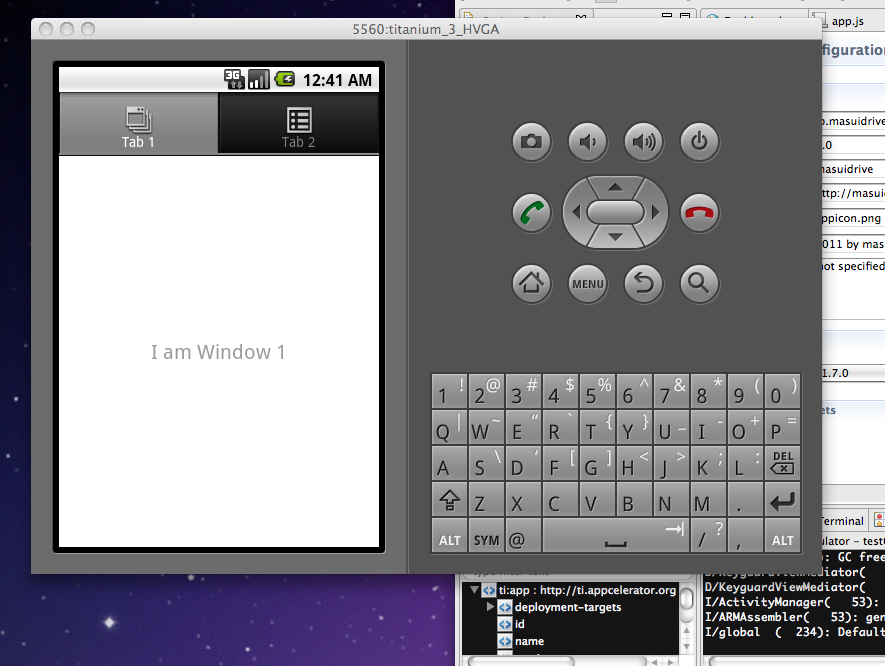 5560:titanium_3_HVGA
app.js
3G
12:41 AM
Tab 1
Tab 2
I am Window 1
MENU
1 ! 2 @ 3 # 4 $ 5 % 6 ^ 7 & 8 * 9 ( 0 )
Q | W ~ E “ R ` T { Y } U _ I - O + P =
A S \ D ‘ F [ G ] H < J > K ; L : DEL
Z X C V B N M .
ALT SYM @ / ? , ALT
figuration
o.masuidrive
.0
masuidrive
ttp://masui
ppicon.png
011 by mas
not specified
1.7.0
ets
Terminal
ulator – test
: GC free
D/KeyguardViewMediator(
D/KeyguardViewMediator(
I/ActivityManager( 53):
I/ARMAssembler( 53): gen
I/global ( 234): Default
ti:app : http://ti.appcelerator.org
deployment-targets
id
name